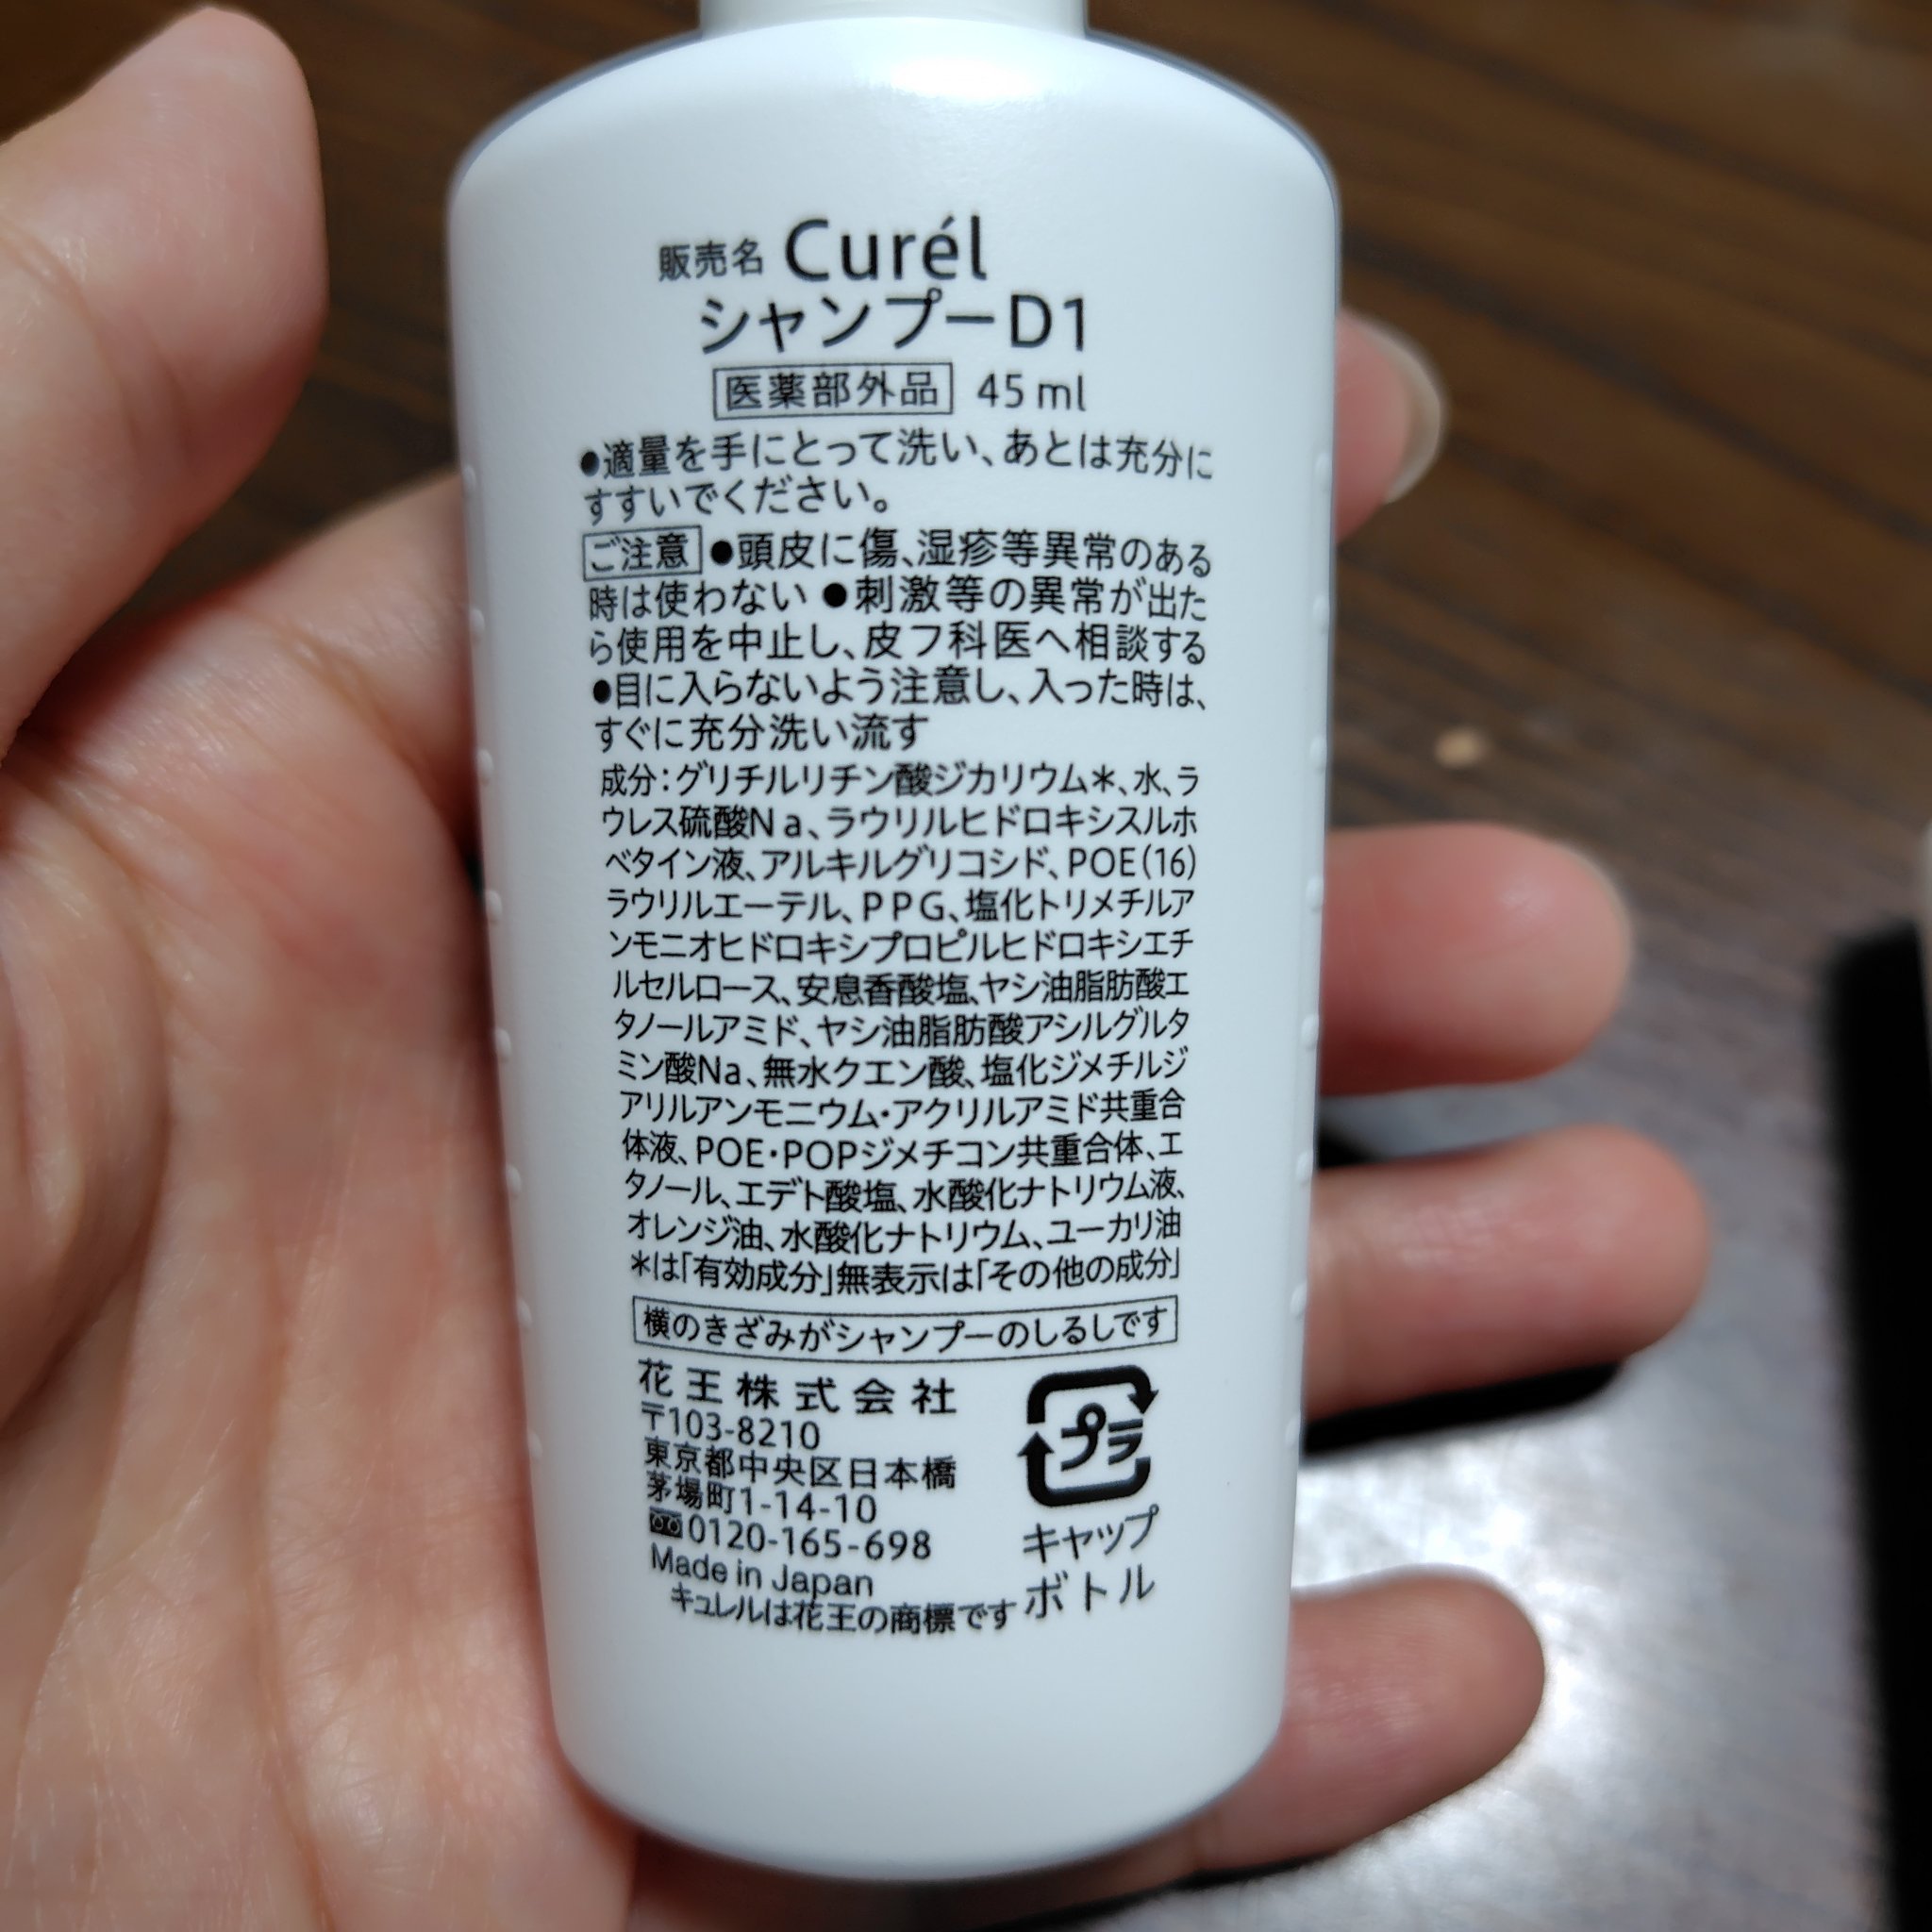 販売名 Curél
シャンプーD1
医薬部外品 45ml
●適量を手にとって洗い、あとは充分に
すすいでください。
ご注意 ●頭皮に傷、湿疹等異常のある
時は使わない ●刺激等の異常が出た
ら使用を中止し、皮フ科医へ相談する
●目に入らないよう注意し、入った時は、
すぐに充分洗い流す
成分：グリチルリチン酸ジカリウム＊、水、ラ
ウレス硫酸Ｎａ、ラウリルヒドロキシスルホ
ベタイン液、アルキルグリコシド、POE（16）
ラウリルエーテル、ＰＰＧ、塩化トリメチルア
ンモニオヒドロキシプロピルヒドロキシエチ
ルセルロース、安息香酸塩、ヤシ油脂肪酸エ
タノールアミド、ヤシ油脂肪酸アシルグルタ
ミン酸Na、無水クエン酸、塩化ジメチルジ
アリルアンモニウム・アクリルアミド共重合
体液、POE・POPジメチコン共重合体、エ
タノール、エデト酸塩、水酸化ナトリウム液、
オレンジ油、水酸化ナトリウム、ユーカリ油
＊は「有効成分」無表示は「その他の成分」
横のきざみがシャンプーのしるしです
花王株式会社
〒103-8210
東京都中央区日本橋
茅場町1-14-10
0120-165-698
Made in Japan
キュレルは花王の商標です
プラ
キャップ
ボトル